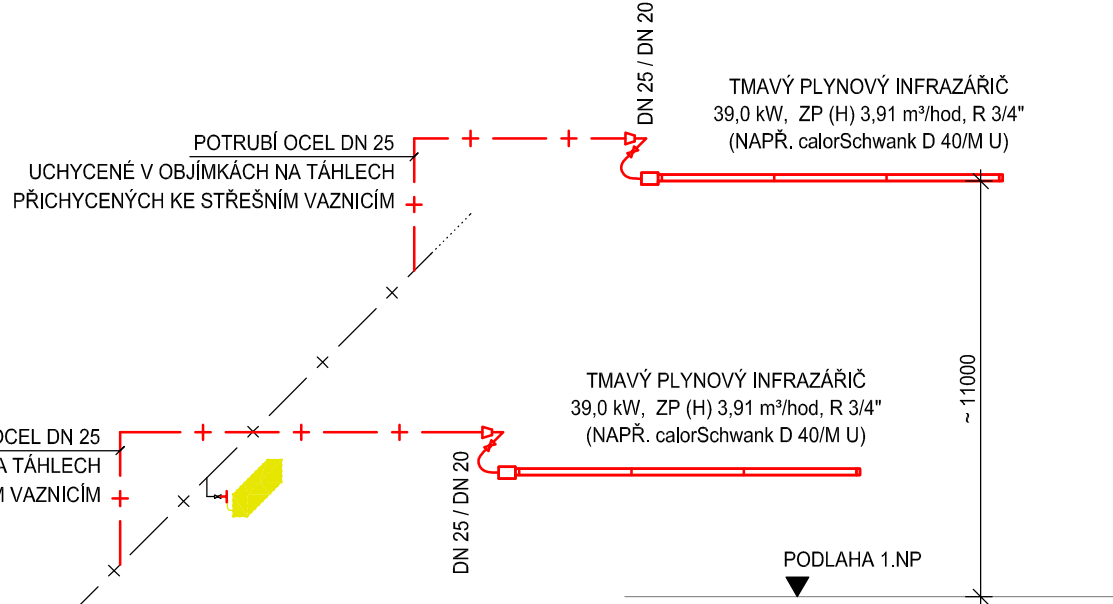 DN 25 / DN 20
TMAVÝ PLYNOVÝ INFRAZÁŘIČ
39,0 kW, ZP (H) 3,91 m³/hod, R 3/4"
(NAPŘ. calorSchwank D 40/M U)
POTRUBÍ OCEL DN 25
UCHYCENÉ V OBJÍMKÁCH NA TÁHLECH
PŘICHYCENÝCH KE STŘEŠNÍM VAZNICÍM
~ 11000
TMAVÝ PLYNOVÝ INFRAZÁŘIČ
39,0 kW, ZP (H) 3,91 m³/hod, R 3/4"
(NAPŘ. calorSchwank D 40/M U)
OCEL DN 25
A TÁHLECH
M VAZNICÍM
DN 25 / DN 20
PODLAHA 1.NP